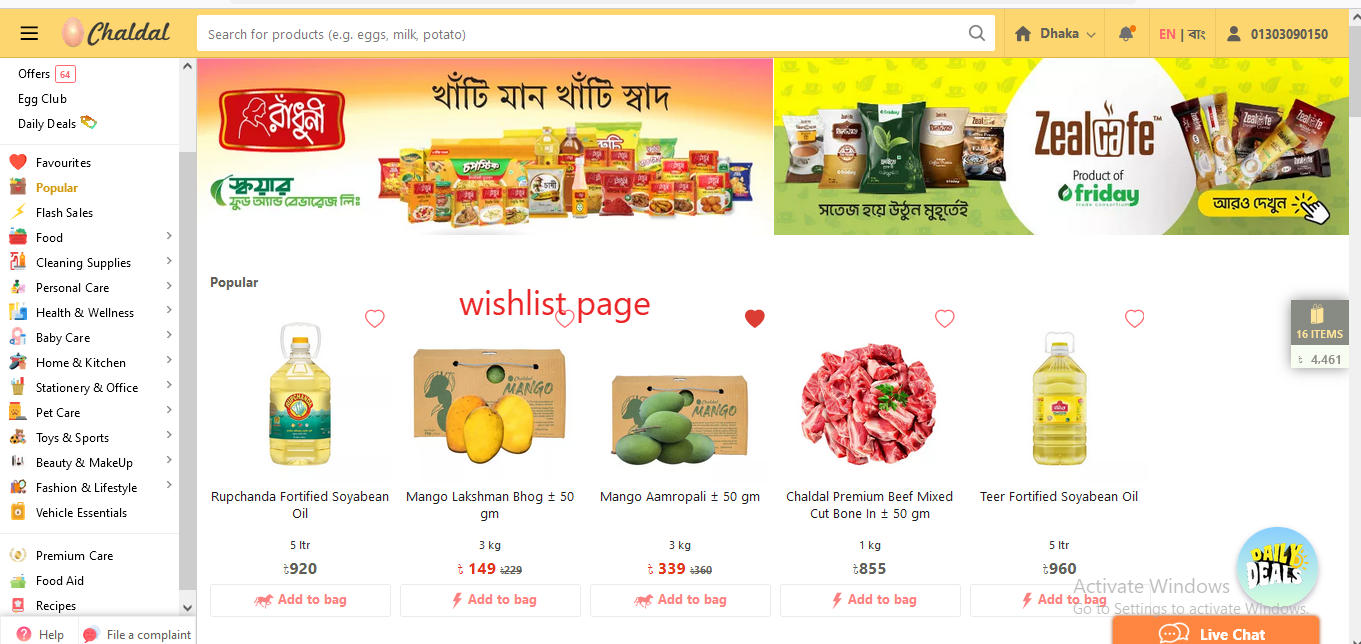 Chaldal
Search for products (e.g. eggs, milk, potato)
Dhaka
EN | বাং
01303090150
Offers 64
Egg Club
Daily Deals
Favourites
Popular
Flash Sales
Food
Cleaning Supplies
Personal Care
Health & Wellness
Baby Care
Home & Kitchen
Stationery & Office
Pet Care
Toys & Sports
Beauty & MakeUp
Fashion & Lifestyle
Vehicle Essentials
Premium Care
Food Aid
Recipes
Help
File a complaint
রাঁধুনী
খাঁটি মান খাঁটি স্বাদ
স্কয়ার
ফুড অ্যান্ড বেভারেজ লিঃ
চপস্টিক
চাষী
সতেজ হয়ে উঠুন মুহূর্তেই
Zealcafe™
Product of
friday
আরও দেখুন
Popular
wishlist page
16 ITEMS
৳ 4,461
RUPCHANDA
Chaldal
MANGO
Chaldal
MANGO
Rupchanda Fortified Soyabean
Oil
5 ltr
৳920
Add to bag
Mango Lakshman Bhog ± 50
gm
3 kg
৳ 149 ৳229
Add to bag
Mango Aamropali ± 50 gm
3 kg
৳ 339 ৳360
Add to bag
Chaldal Premium Beef Mixed
Cut Bone In ± 50 gm
1 kg
৳855
Add to bag
Teer Fortified Soyabean Oil
5 ltr
৳960
Add to bag
DAILY
DEALS
Activate Windows
Go to Settings to activate Windows.
Live Chat